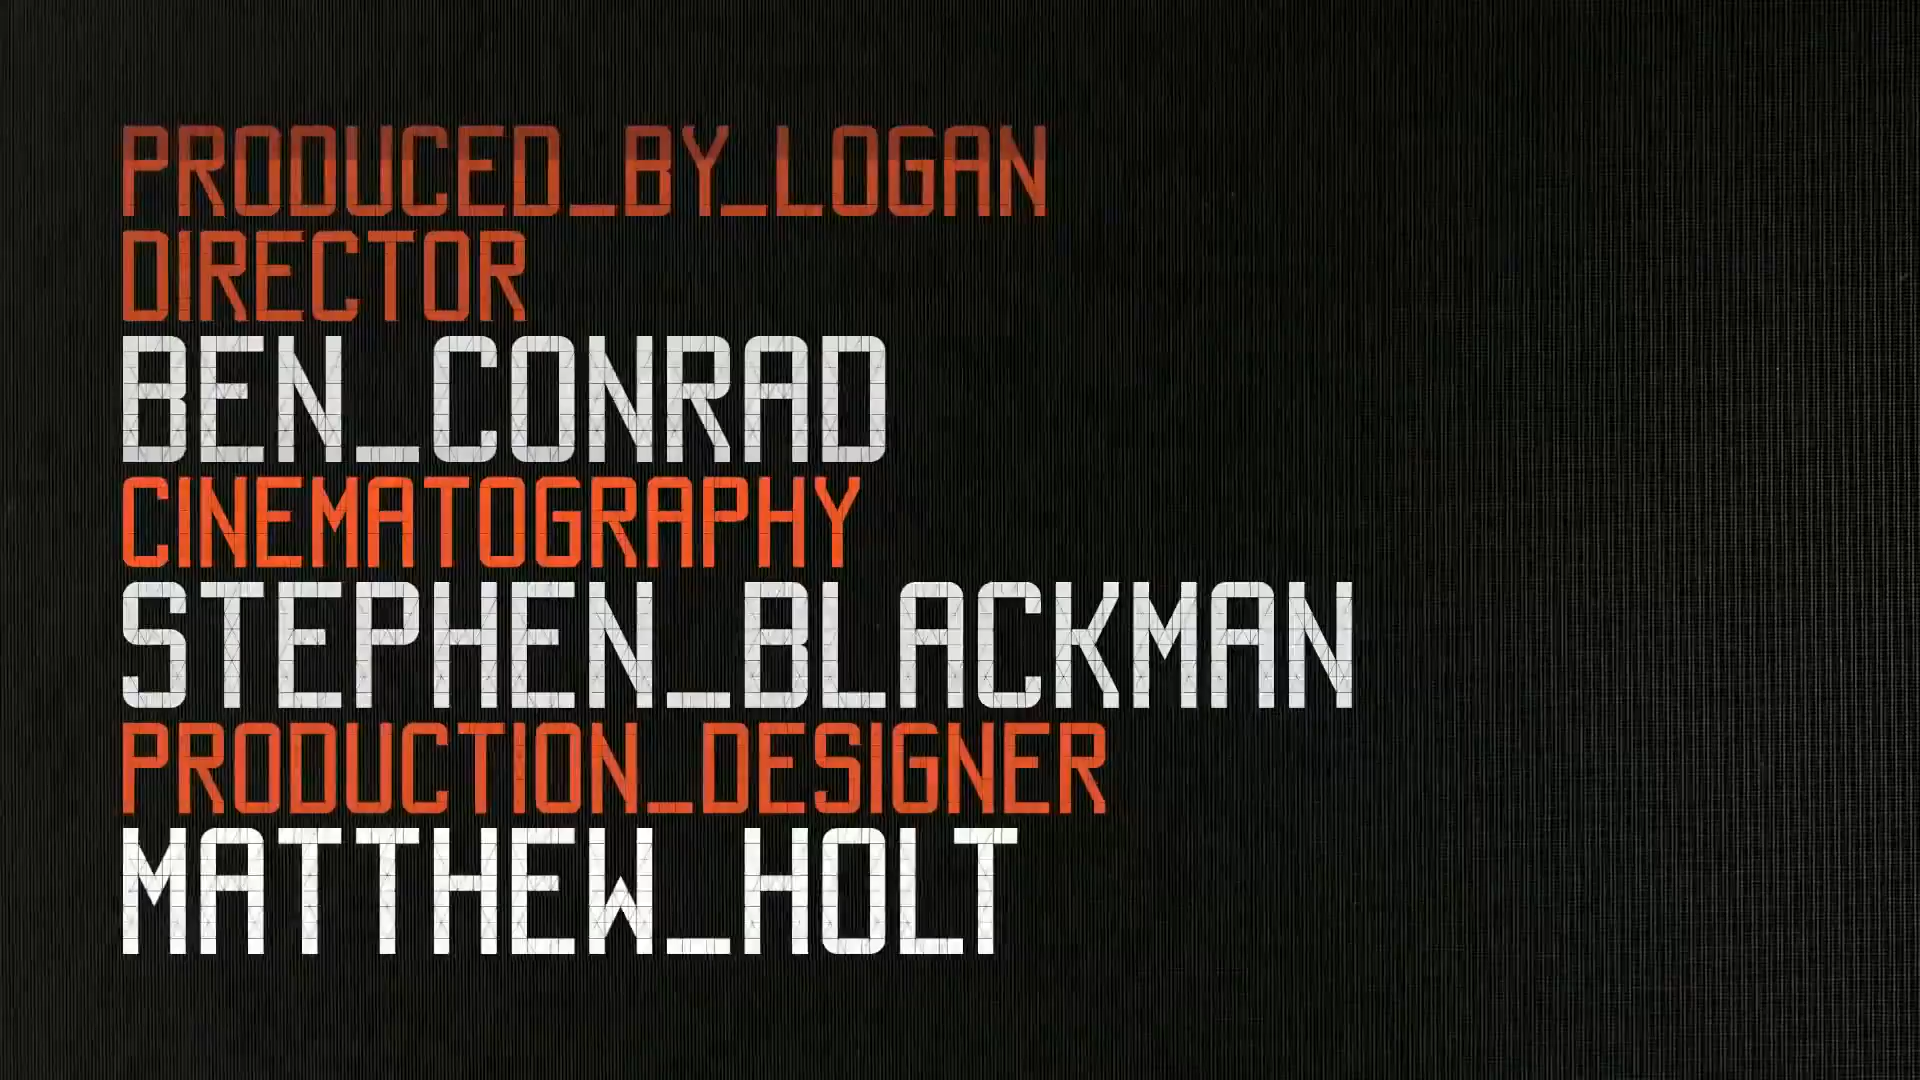 PRODUCED_BY_LOGAN
DIRECTOR
BEN_CONRAD
CINEMATOGRAPHY
STEPHEN_BLACKMAN
PRODUCTION_DESIGNER
MATTHEW_HOLT